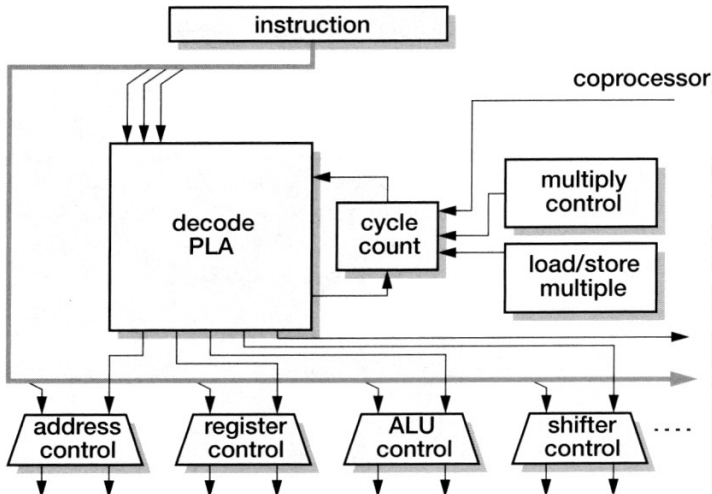 instruction
coprocessor
decode
PLA
cycle
count
multiply
control
load/store
multiple
address
control
register
control
ALU
control
shifter
control